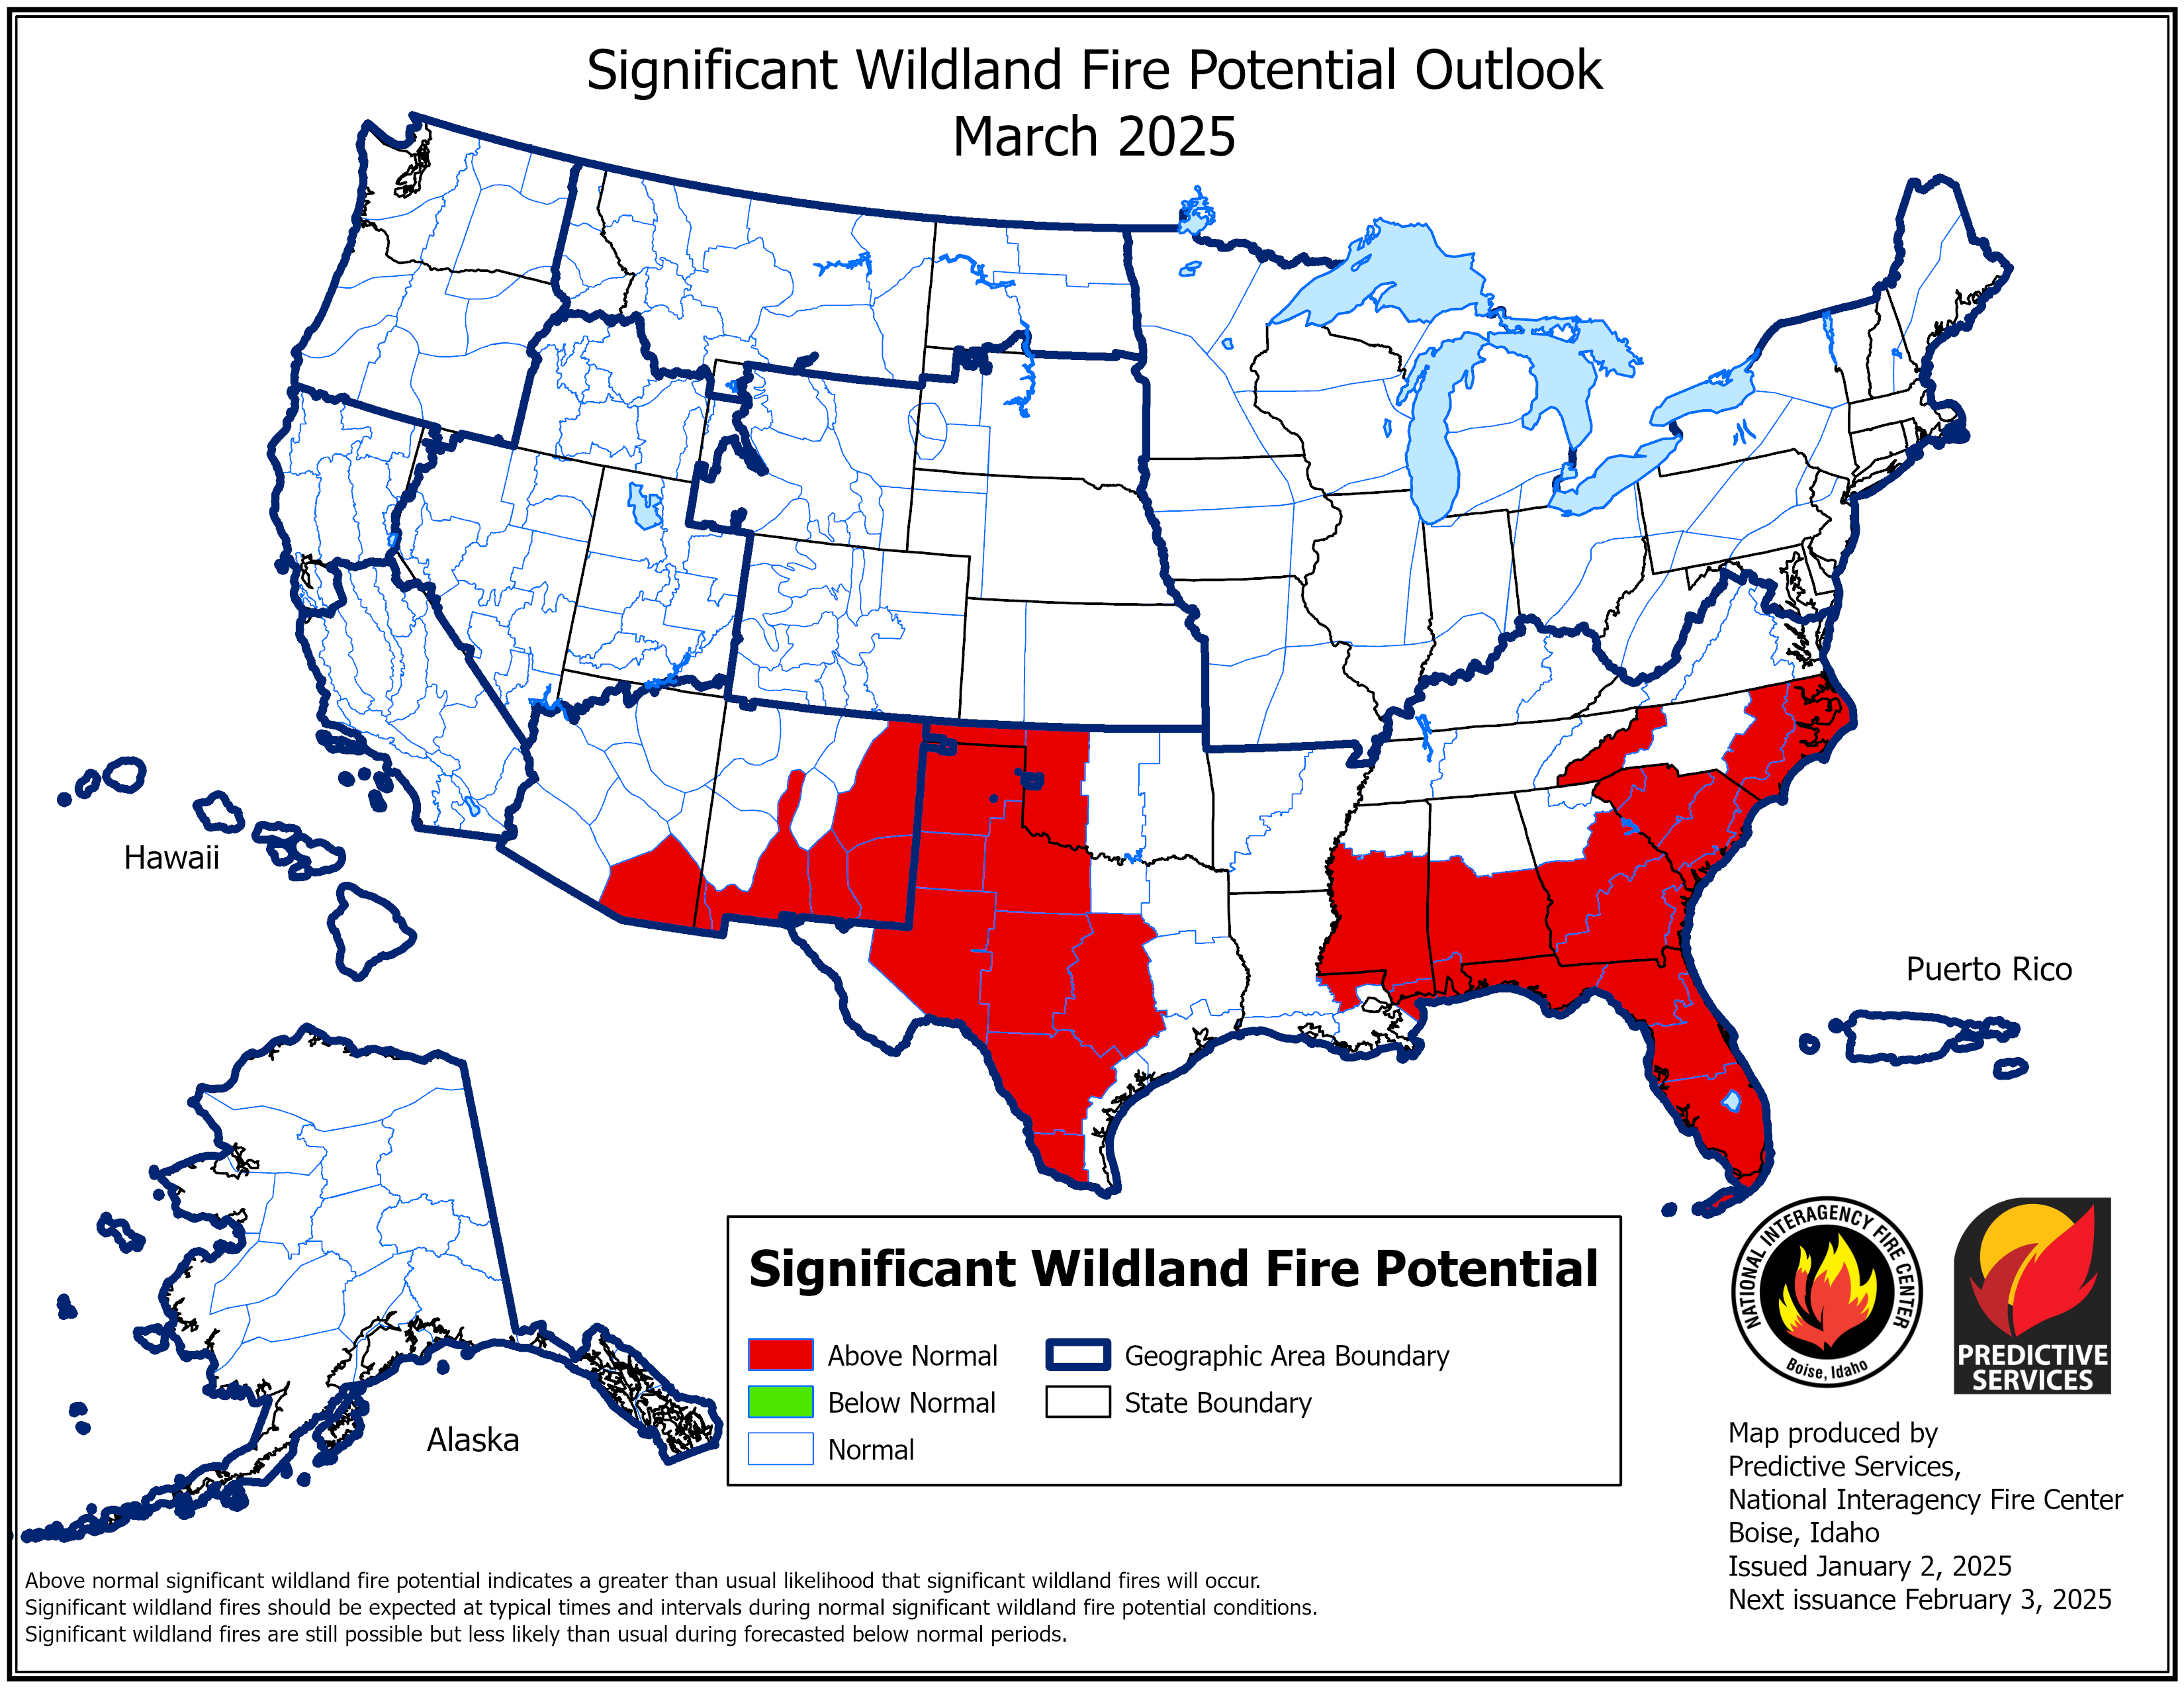 Significant Wildland Fire Potential Outlook
March 2025
Hawaii
Puerto Rico
Alaska
Significant Wildland Fire Potential
Above Normal
Below Normal
Normal
Geographic Area Boundary
State Boundary
NATIONAL INTERAGENCY FIRE CENTER
Boise, Idaho
PREDICTIVE
SERVICES
Map produced by
Predictive Services,
National Interagency Fire Center
Boise, Idaho
Issued January 2, 2025
Next issuance February 3, 2025
Above normal significant wildland fire potential indicates a greater than usual likelihood that significant wildland fires will occur.
Significant wildland fires should be expected at typical times and intervals during normal significant wildland fire potential conditions.
Significant wildland fires are still possible but less likely than usual during forecasted below normal periods.